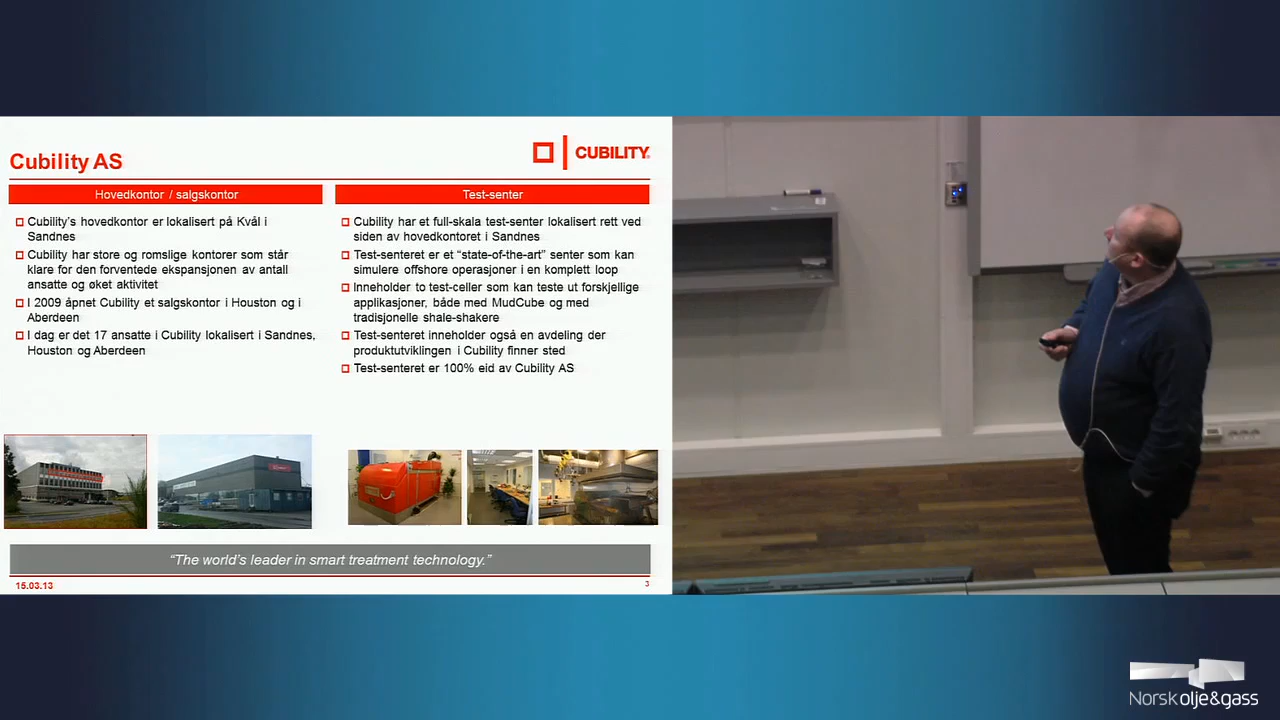 Cubility AS
CUBILITY
Hovedkontor / salgskontor
Cubility's hovedkontor er lokalisert på Kvål i
Sandnes
Cubility har store og romslige kontorer som står
klare for den forventede ekspansjonen av antall
ansatte og øket aktivitet
I 2009 åpnet Cubility et salgskontor i Houston og i
Aberdeen
I dag er det 17 ansatte i Cubility lokalisert i Sandnes,
Houston og Aberdeen
Test-senter
Cubility har et full-skala test-senter lokalisert rett ved
siden av hovedkontoret i Sandnes
Test-senteret er et “state-of-the-art” senter som kan
simulere offshore operasjoner i en komplett loop
Inneholder to test-celler som kan teste ut forskjellige
applikasjoner, både med MudCube og med
tradisjonelle shale-shakere
Test-senteret inneholder også en avdeling der
produktutviklingen i Cubility finner sted
Test-senteret er 100% eid av Cubility AS
“The world’s leader in smart treatment technology.”
15.03.13
3
Norsk olje&gass